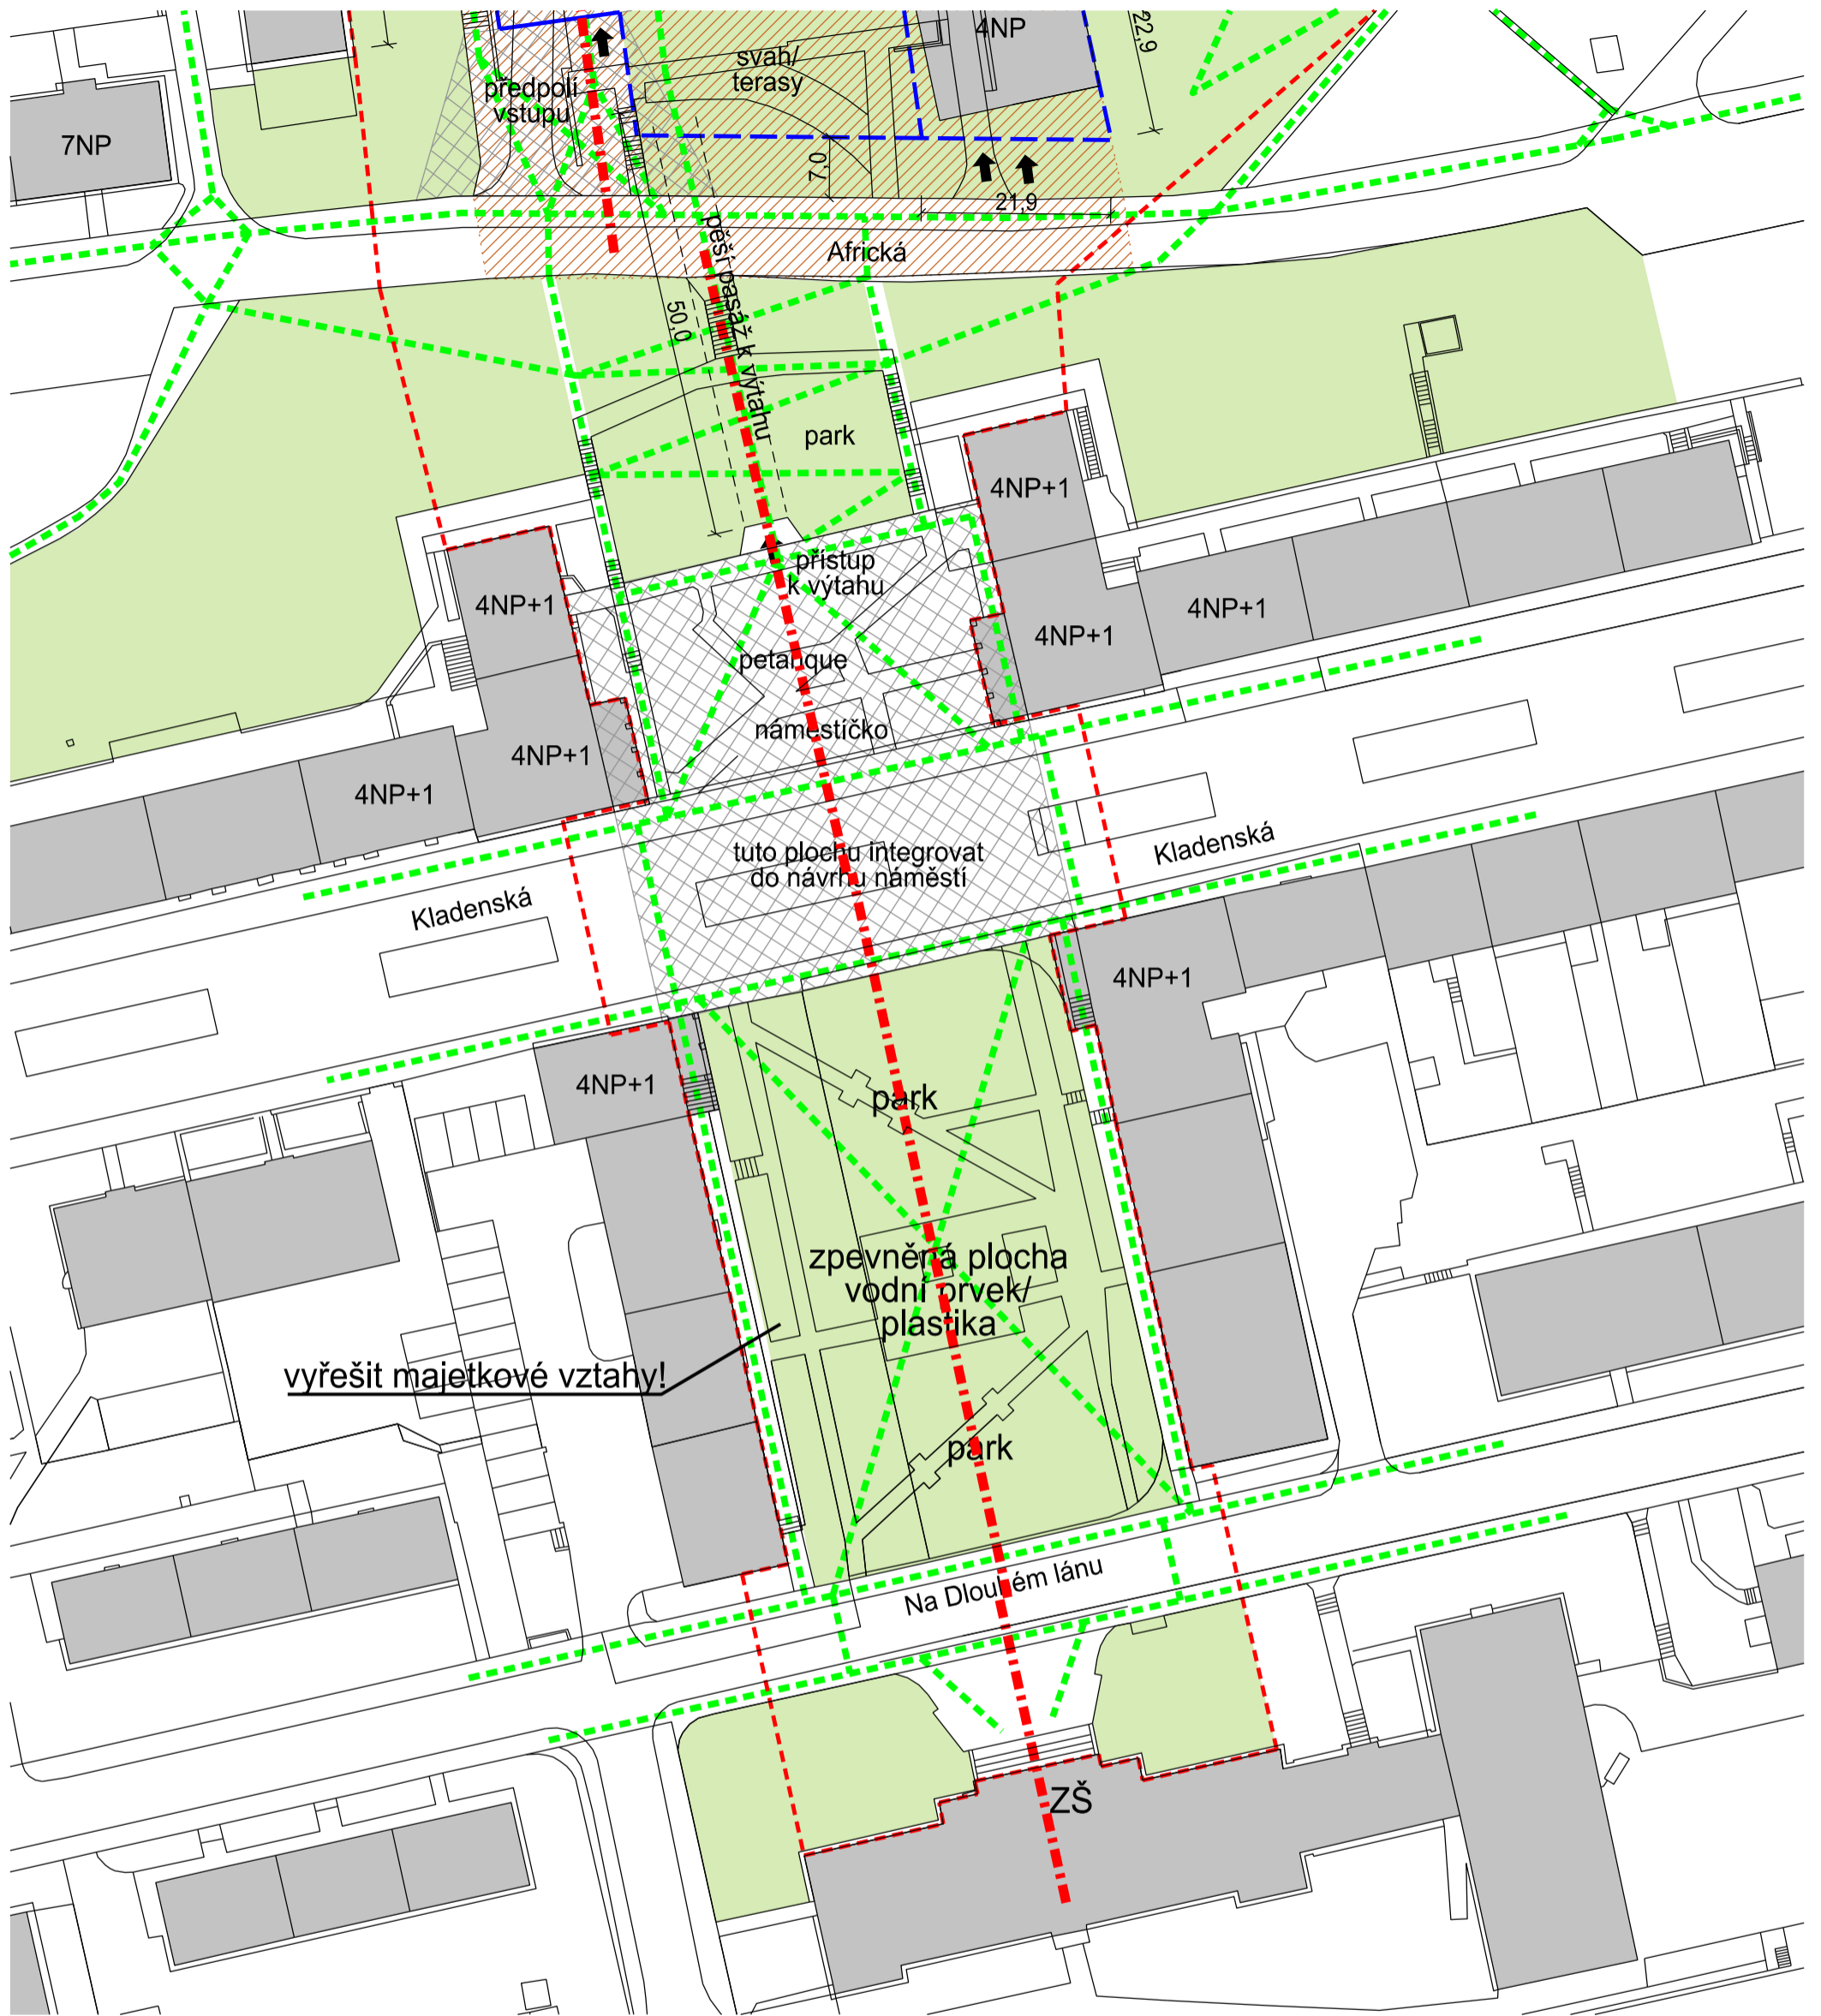 4NP
22,9
svah/
terasy
předpolí
vstupu
7NP
7,0
21,9
pěší pasáž k výtahu
Africká
50,0
park
4NP+1
přístup
k výtahu
4NP+1
4NP+1
4NP+1
petanque
náměstíčko
4NP+1
4NP+1
tuto plochu integrovat
do návrhu náměstí
Kladenská
Kladenská
4NP+1
4NP+1
park
zpevněná plocha
vodní prvek/
plastika
vyřešit majetkové vztahy!
park
Na Dlouhém lánu
ZŠ